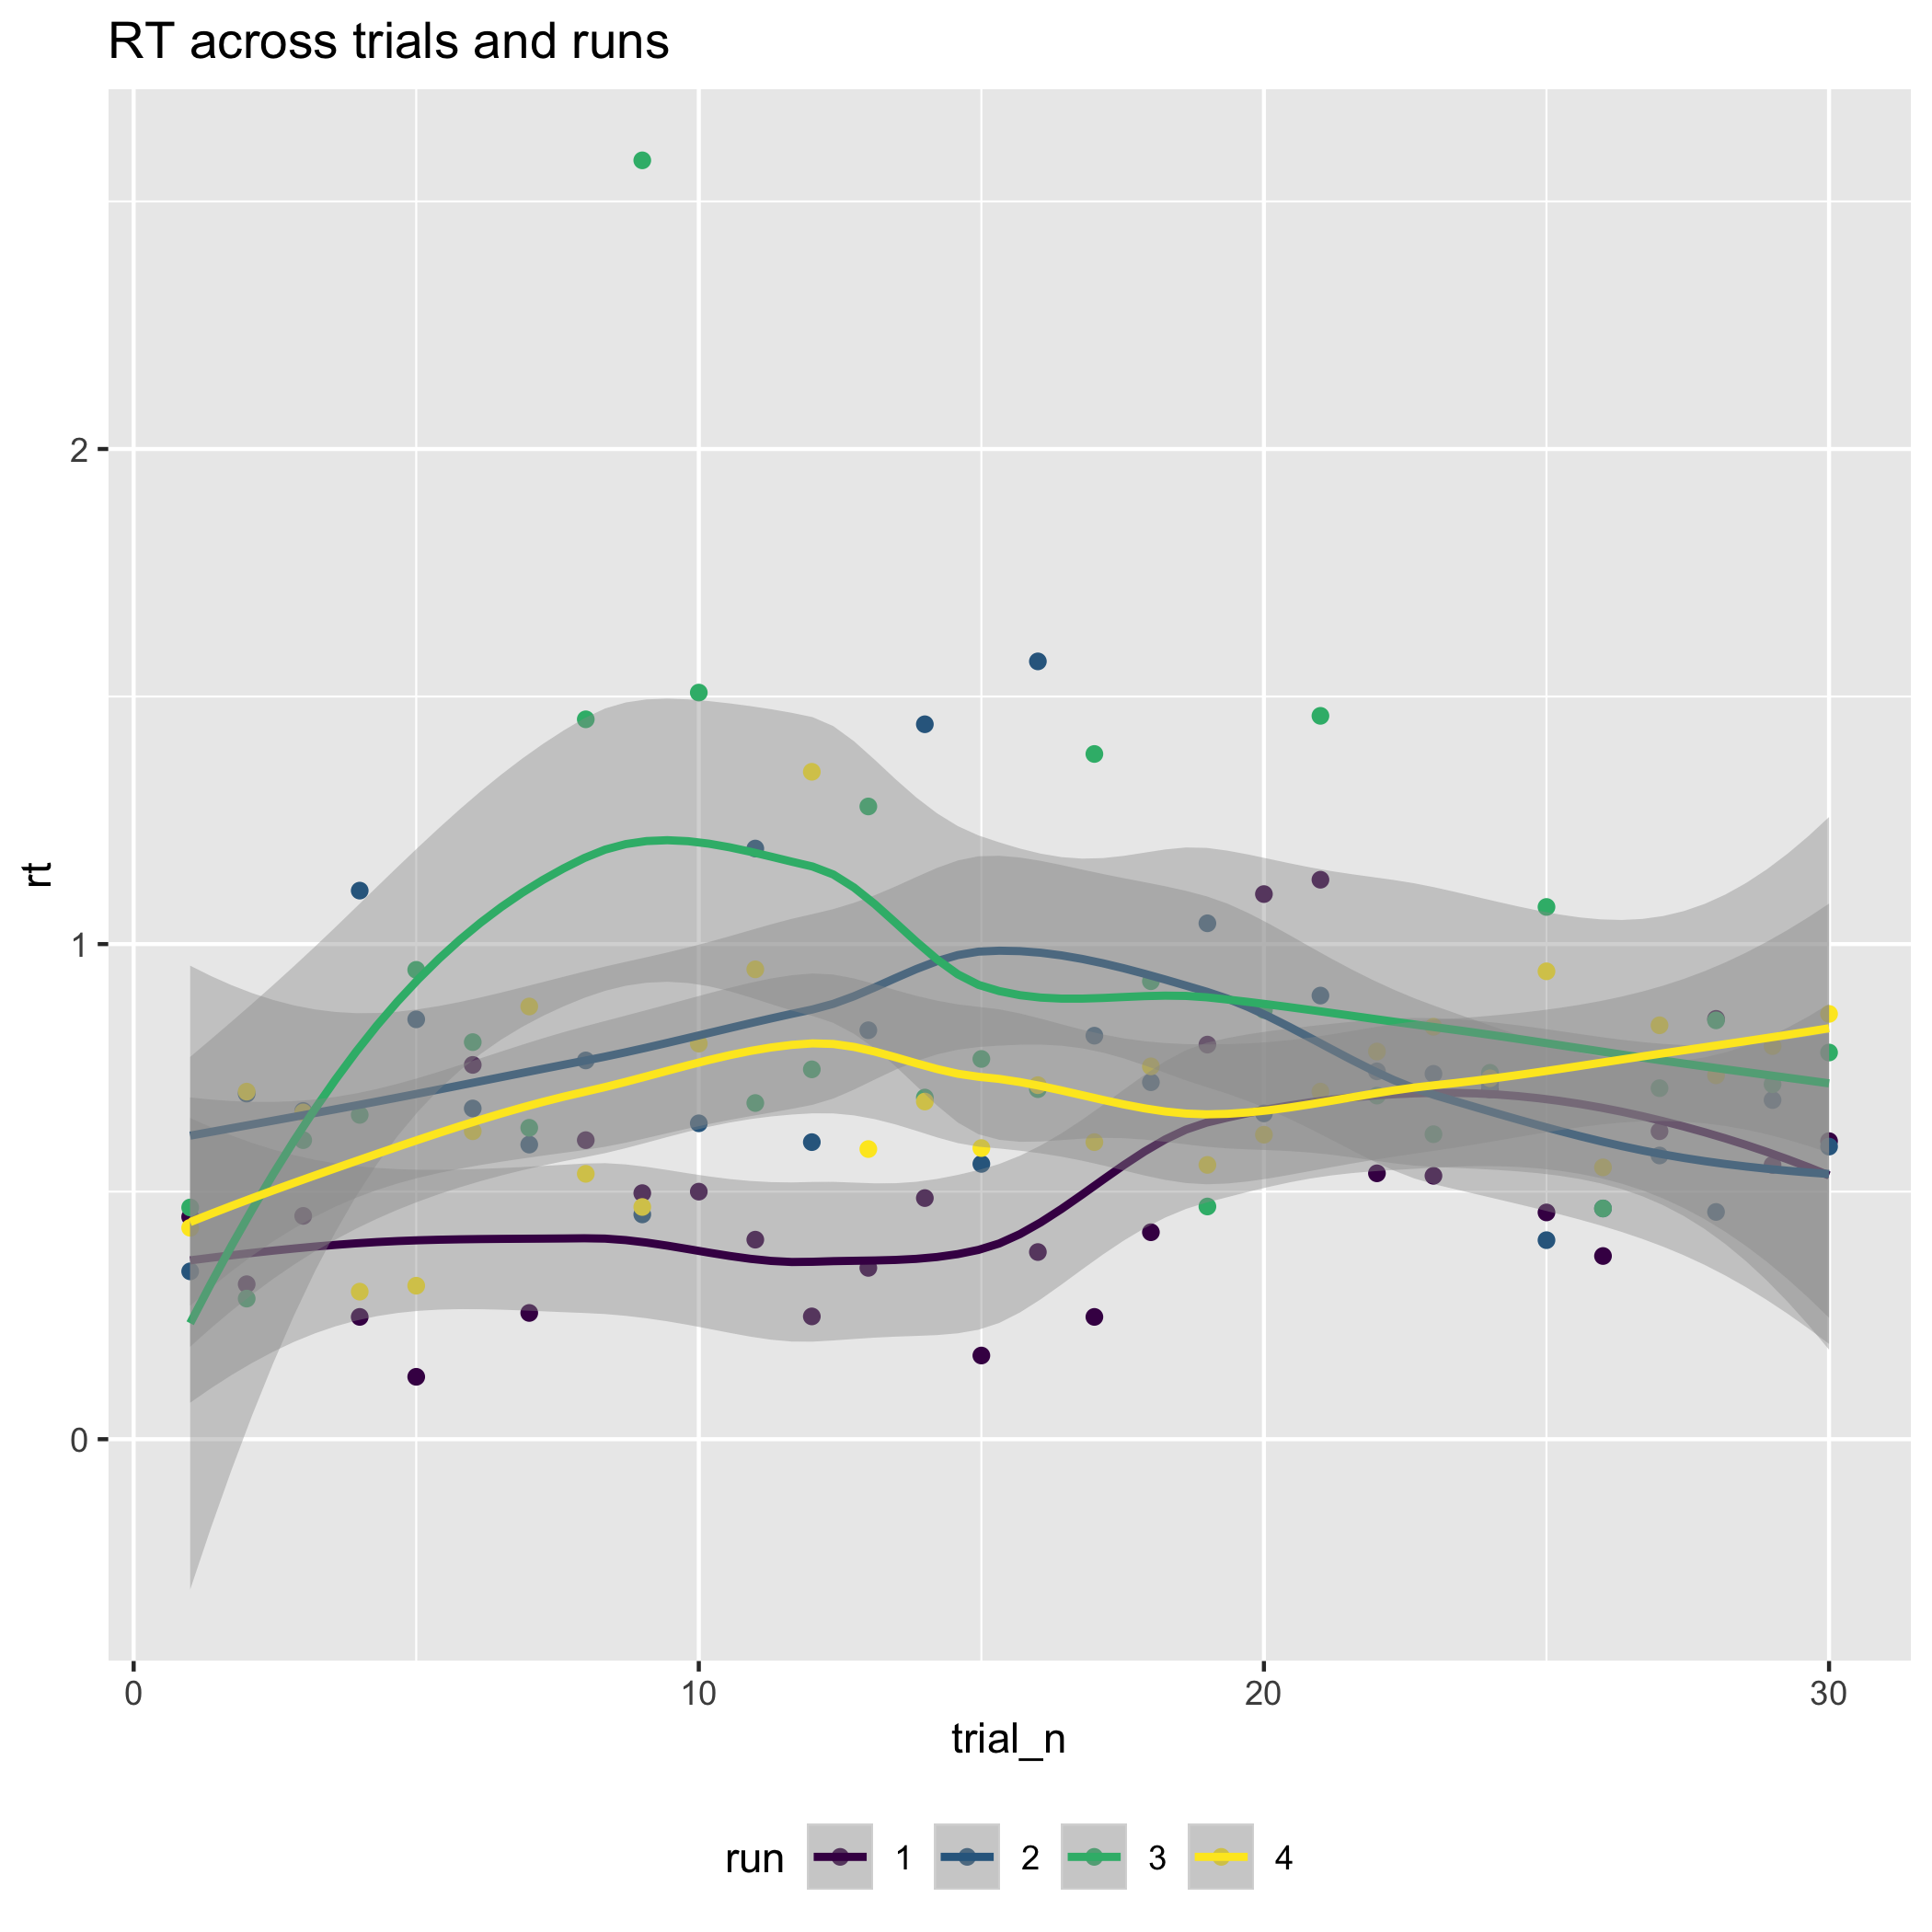 RT across trials and runs
rt
2
1
0
0 10 20 30
trial_n
run 1 2 3 4